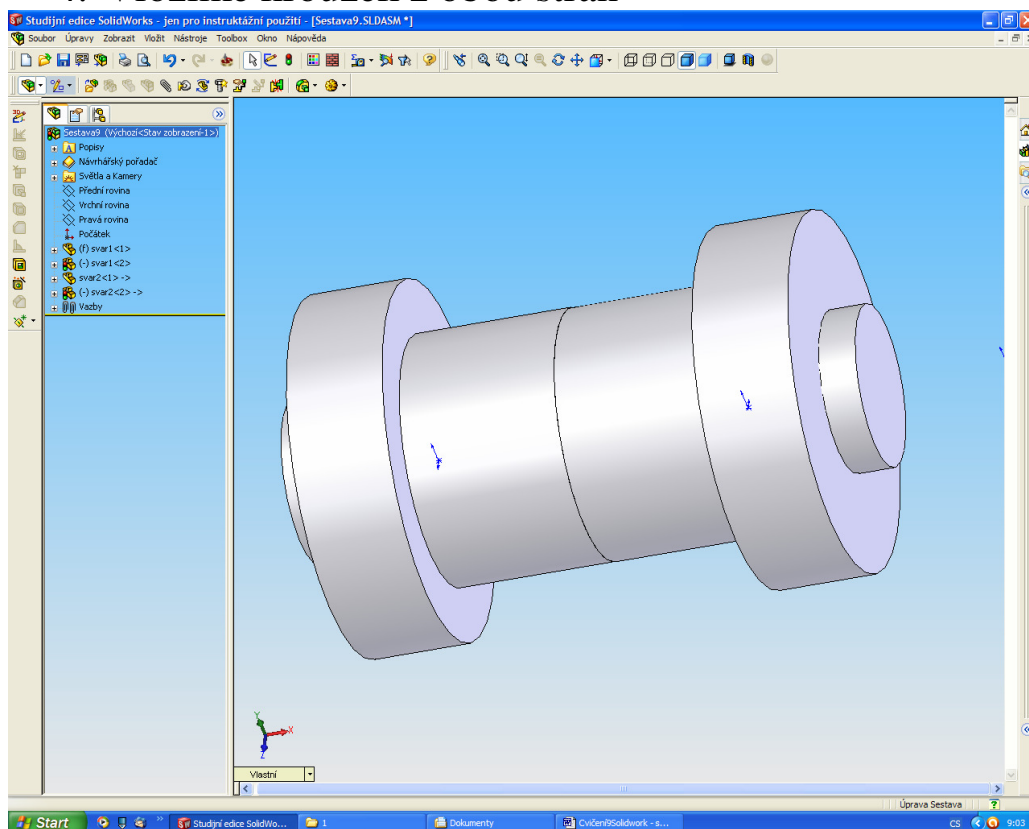 Studijní edice SolidWorks - jen pro instruktážní použití - [Sestava9.SLDASM *]
Soubor Úpravy Zobrazit Vložit Nástroje Toolbox Okno Nápověda
Sestava9 (Výchozí<Stav zobrazení-1>)
Popisy
Návrhářský pořadač
Světla a Kamery
Přední rovina
Vrchní rovina
Pravá rovina
Počátek
(f) svar1<1>
(-) svar1<2>
svar2<1> ->
(-) svar2<2> ->
Vazby
Y
X
Z
Vlastní
Úprava Sestava
Start
Studijní edice SolidWo...
1
Dokumenty
Cvičení9Solidwork - s...
CS
9:03